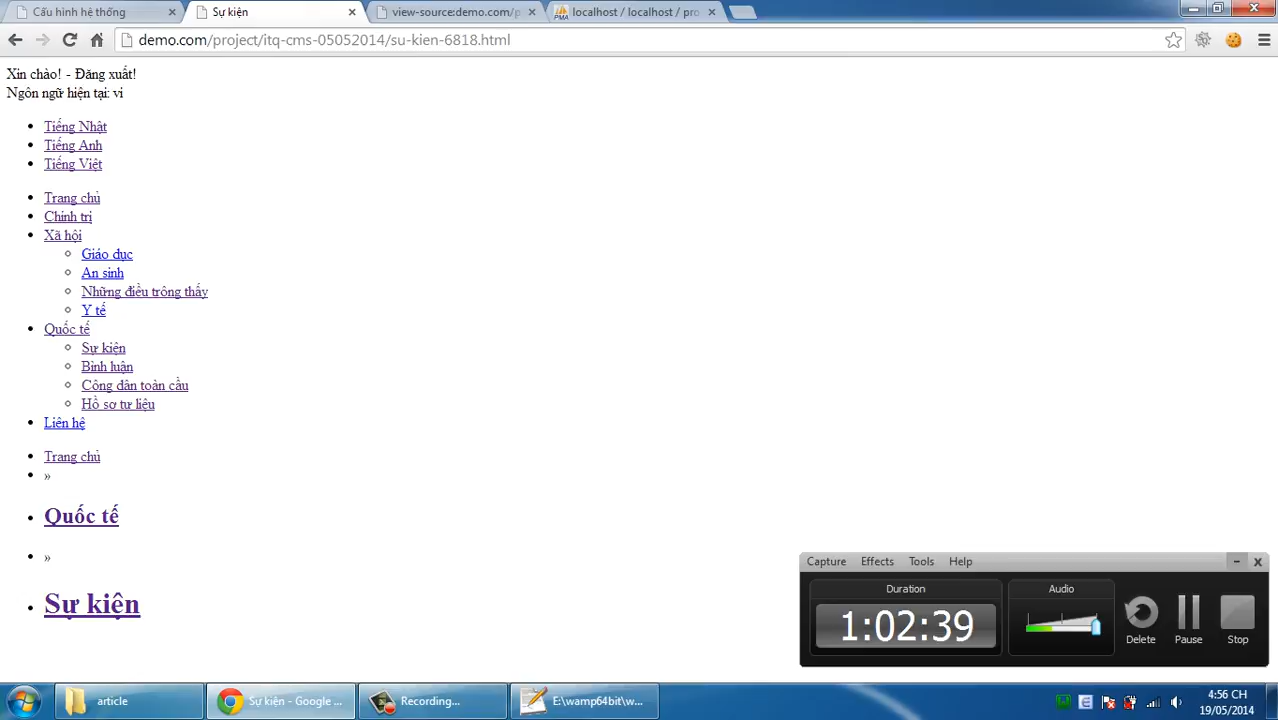 Cấu hình hệ thống
Sự kiện
view-source:demo.com/p
localhost / localhost / pro
demo.com/project/itq-cms-05052014/su-kien-6818.html
Xin chào! - Đăng xuất!
Ngôn ngữ hiện tại: vi
Tiếng Nhật
Tiếng Anh
Tiếng Việt
Trang chủ
Chính trị
Xã hội
Giáo dục
An sinh
Những điều trông thấy
Y tế
Quốc tế
Sự kiện
Bình luận
Công dân toàn cầu
Hồ sơ tư liệu
Liên hệ
Trang chủ
»
Quốc tế
»
Sự kiện
Capture Effects Tools Help
Duration
Audio
1:02:39
Delete Pause Stop
article
Sự kiện - Google ...
Recording...
E:\wamp64bit\w...
4:56 CH
19/05/2014